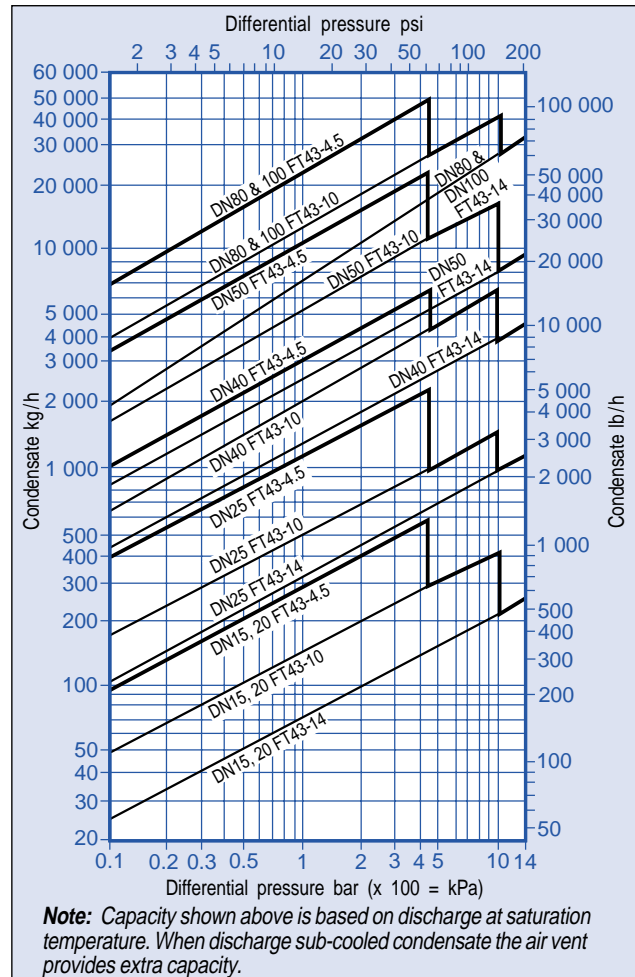 Differential pressure psi
2 3 4 5 10 20 30 50 100 200
60 000
50 000
40 000
30 000
20 000
10 000
5 000
4 000
3 000
2 000
1 000
500
400
300
200
100
50
40
30
20
Condensate kg/h
DN80 & 100 FT43-4.5
DN80 & 100 FT43-10
DN50 FT43-4.5
DN80 &
DN100
FT43-14
DN50 FT43-10
DN50
FT43-14
DN40 FT43-4.5
DN40 FT43-14
DN40 FT43-10
DN25 FT43-4.5
DN25 FT43-10
DN25 FT43-14
DN15, 20 FT43-4.5
DN15, 20 FT43-10
DN15, 20 FT43-14
100 000
50 000
40 000
30 000
20 000
10 000
5 000
4 000
3 000
2 000
1 000
500
400
300
200
100
50
Condensate lb/h
0.1 0.2 0.3 0.5 1 2 3 4 5 10 14
Differential pressure bar (x 100 = kPa)
Note: Capacity shown above is based on discharge at saturation
temperature. When discharge sub-cooled condensate the air vent
provides extra capacity.